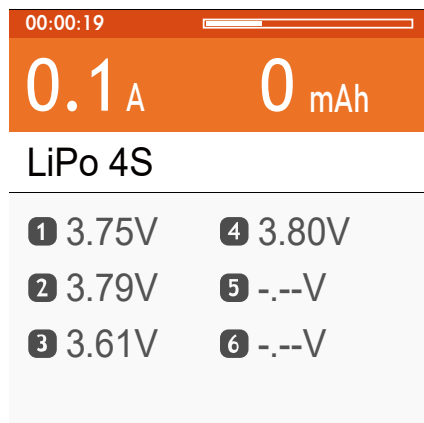 00:00:19
0.1 A 0 mAh
LiPo 4S
1 3.75V 4 3.80V
2 3.79V 5 -.--V
3 3.61V 6 -.--V